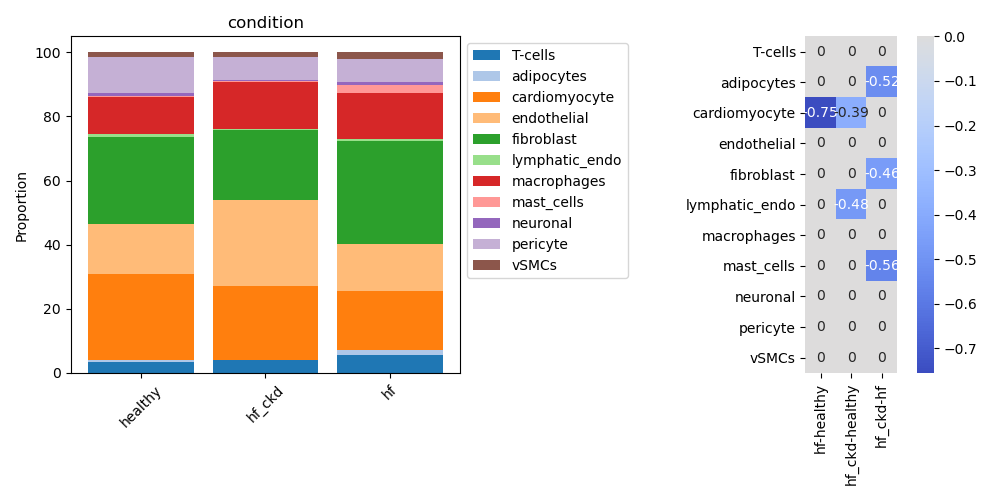 condition
Proportion
100
80
60
40
20
0
healthy
hf_ckd
hf
T-cells
adipocytes
cardiomyocyte
endothelial
fibroblast
lymphatic_endo
macrophages
mast_cells
neuronal
pericyte
vSMCs
T-cells 0 0 0
adipocytes 0 0 -0.52
cardiomyocyte -0.75 -0.39 0
endothelial 0 0 0
fibroblast 0 0 -0.46
lymphatic_endo 0 -0.48 0
macrophages 0 0 0
mast_cells 0 0 -0.56
neuronal 0 0 0
pericyte 0 0 0
vSMCs 0 0 0
hf-healthy
hf_ckd-healthy
hf_ckd-hf
0.0
−0.1
−0.2
−0.3
−0.4
−0.5
−0.6
−0.7